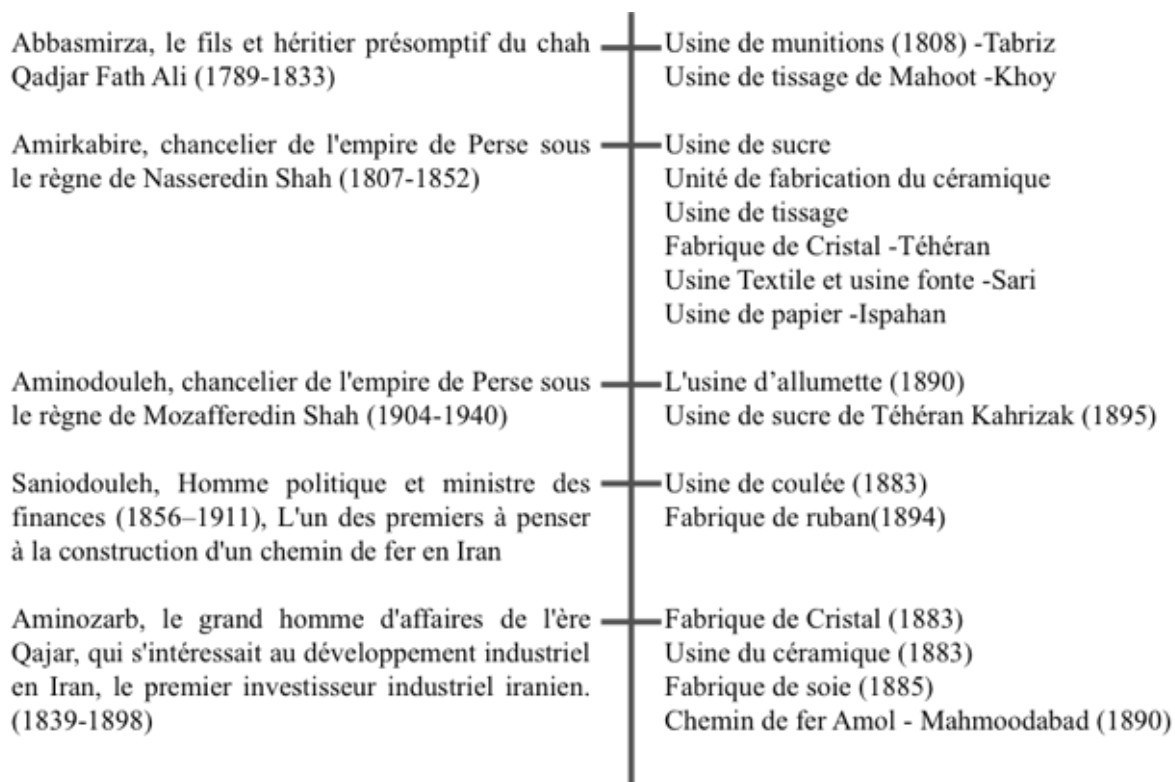 Abbasmirza, le fils et héritier présomptif du chah
Qadjar Fath Ali (1789-1833)
Usine de munitions (1808) -Tabriz
Usine de tissage de Mahoot -Khoy
Amirkabire, chancelier de l'empire de Perse sous
le règne de Nasseredin Shah (1807-1852)
Usine de sucre
Unité de fabrication du céramique
Usine de tissage
Fabrique de Cristal -Téhéran
Usine Textile et usine fonte -Sari
Usine de papier -Ispahan
Aminodouleh, chancelier de l'empire de Perse sous
le règne de Mozafferedin Shah (1904-1940)
L'usine d’allumette (1890)
Usine de sucre de Téhéran Kahrizak (1895)
Saniodouleh, Homme politique et ministre des
finances (1856–1911), L'un des premiers à penser
à la construction d'un chemin de fer en Iran
Usine de coulée (1883)
Fabrique de ruban(1894)
Aminozarb, le grand homme d'affaires de l'ère
Qajar, qui s'intéressait au développement industriel
en Iran, le premier investisseur industriel iranien.
(1839-1898)
Fabrique de Cristal (1883)
Usine du céramique (1883)
Fabrique de soie (1885)
Chemin de fer Amol - Mahmoodabad (1890)